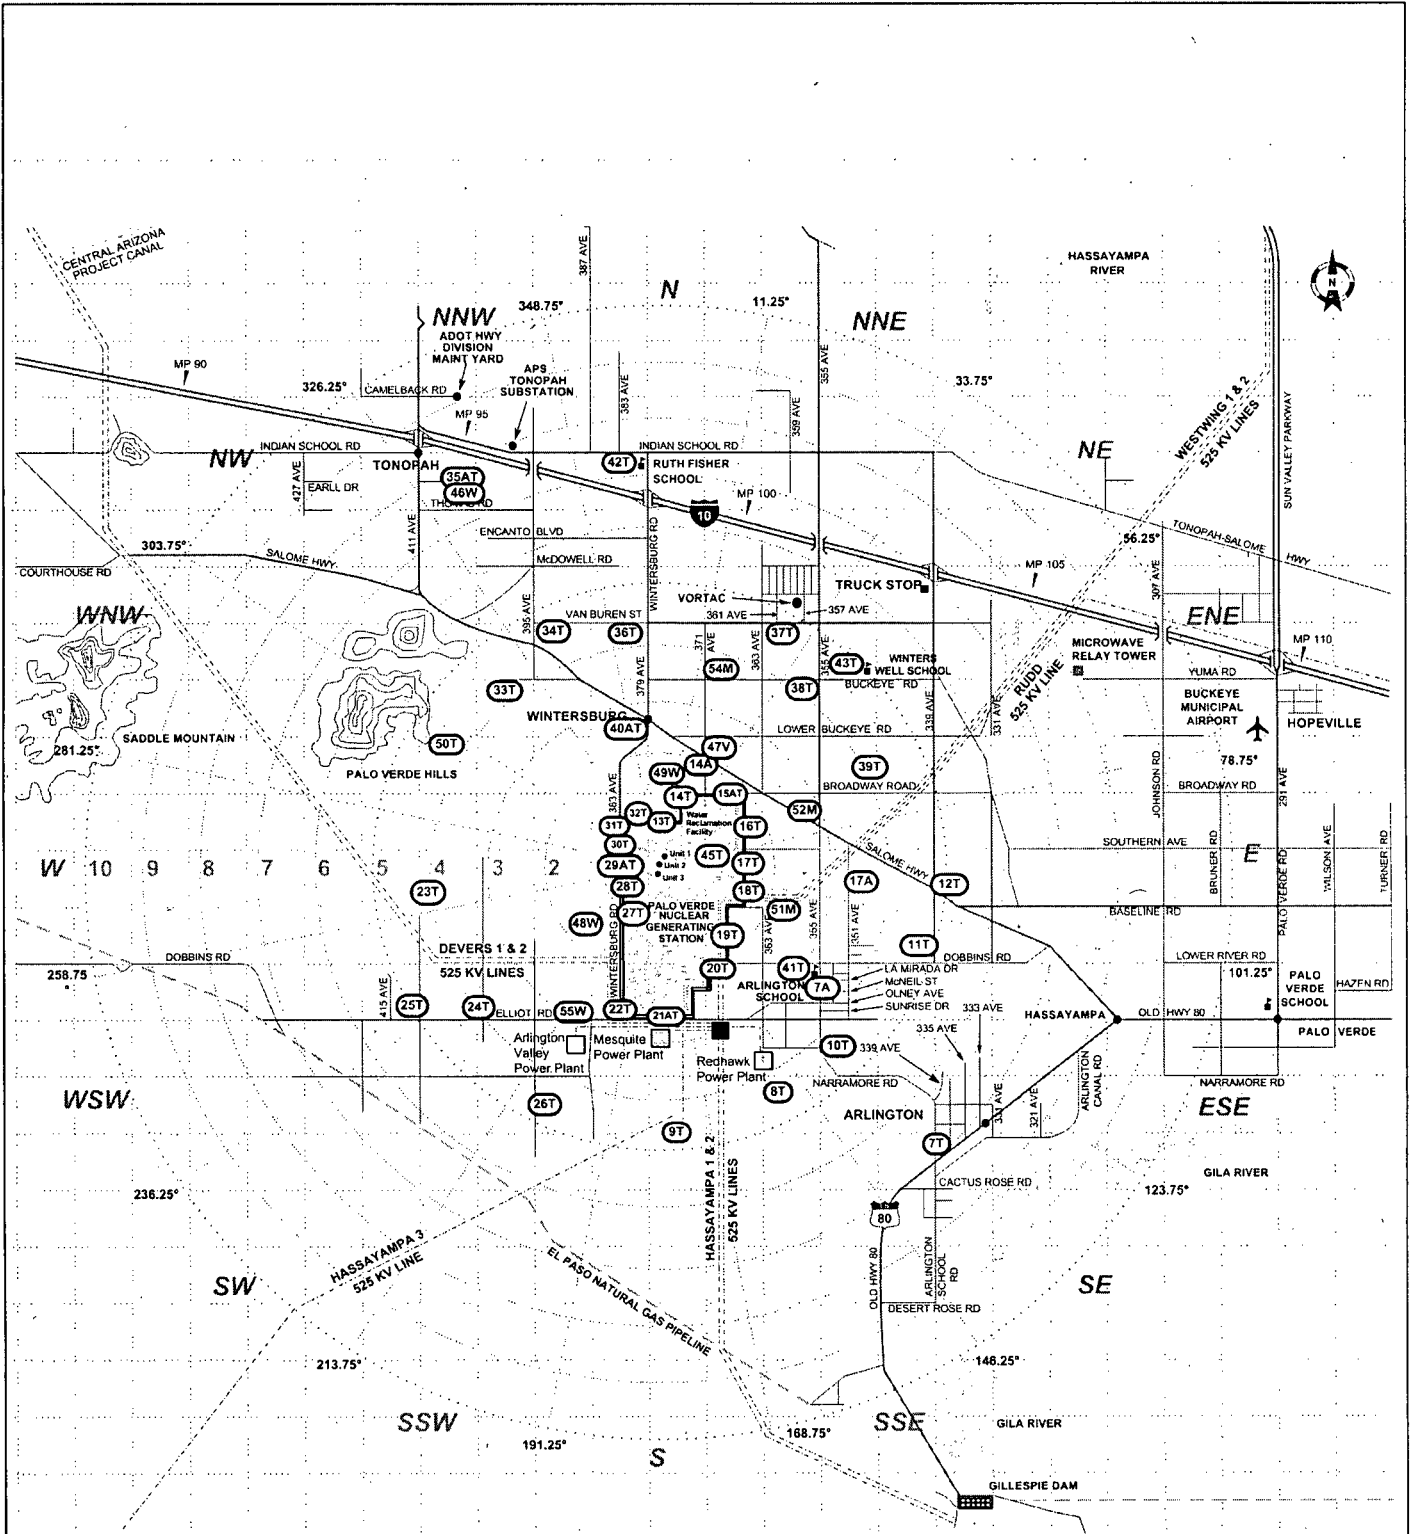 CENTRAL ARIZONA
PROJECT CANAL
387 AVE
N
HASSAYAMPA
RIVER
N
NNW
348.75°
11.25°
NNE
ADOT HWY
DIVISION
MAINT YARD
MP 90
326.25°
CAMELBACK RD
APS
TONOPAH
SUBSTATION
MP 95
383 AVE
359 AVE
355 AVE
33.75°
WESTWING 1 & 2
525 KV LINES
SUN VALLEY PARKWAY
NW
INDIAN SCHOOL RD
INDIAN SCHOOL RD
NE
TONOPAH
42T
RUTH FISHER
SCHOOL
427 AVE
EARLL DR
35AT
46W
MP 100
10
303.75°
411 AVE
ENCANTO BLVD
WINTERSBURG RD
TONOPAH-SALOME
HWY
56.25°
COURTHOUSE RD
SALOME HWY
McDOWELL RD
TRUCK STOP
MP 105
307 AVE
VORTAC
361 AVE
357 AVE
WNW
395 AVE
VAN BUREN ST
ENE
34T
36T
371
AVE
363 AVE
37T
355 AVE
MICROWAVE
RELAY TOWER
MP 110
54M
43T
WINTERS
WELL SCHOOL
BUCKEYE RD
YUMA RD
33T
379 AVE
38T
339 AVE
331 AVE
RUDD
525 KV LINE
BUCKEYE
MUNICIPAL
AIRPORT
HOPEVILLE
WINTERSBURG
40AT
LOWER BUCKEYE RD
SADDLE MOUNTAIN
281.25°
50T
47V
78.75°
PALO VERDE HILLS
14A
49W
39T
383 AVE
BROADWAY ROAD
JOHNSON RD
BROADWAY RD
291 AVE
14T
15AT
52M
32T
13T
Water
Reclamation
Facility
16T
31T
SOUTHERN AVE
BRUNER RD
WILSON AVE
TURNER RD
30T
SALOME HWY
W
10
9
8
7
6
5
4
3
2
29AT
Unit 1
Unit 2
Unit 3
45T
17T
E
23T
28T
18T
17A
12T
PALO VERDE RD
48W
27T
PALO VERDE
NUCLEAR
GENERATING
STATION
51M
363 AVE
355 AVE
351 AVE
BASELINE RD
19T
WINTERSBURG RD
DEVERS 1 & 2
525 KV LINES
11T
DOBBINS RD
DOBBINS RD
LOWER RIVER RD
258.75
20T
41T
ARLINGTON
SCHOOL
7A
LA MIRADA DR
McNEIL ST
OLNEY AVE
SUNRISE DR
101.25°
PALO
VERDE
SCHOOL
HAZEN RD
415 AVE
25T
24T
ELLIOT RD
55W
22T
21AT
333 AVE
HASSAYAMPA
OLD HWY 80
PALO VERDE
335 AVE
Arlington
Valley
Power Plant
Mesquite
Power Plant
Redhawk
Power Plant
10T
339 AVE
ARLINGTON
CANAL RD
8T
NARRAMORE RD
NARRAMORE RD
WSW
26T
ARLINGTON
331 AVE
321 AVE
ESE
9T
7T
HASSAYAMPA 1 & 2
525 KV LINES
GILA RIVER
236.25°
CACTUS ROSE RD
123.75°
80
HASSAYAMPA 3
525 KV LINE
EL PASO NATURAL GAS PIPELINE
OLD HWY 80
ARLINGTON
SCHOOL
RD
SW
SE
DESERT ROSE RD
213.75°
146.25°
SSW
SSE
GILA RIVER
191.25°
168.75°
S
GILLESPIE DAM